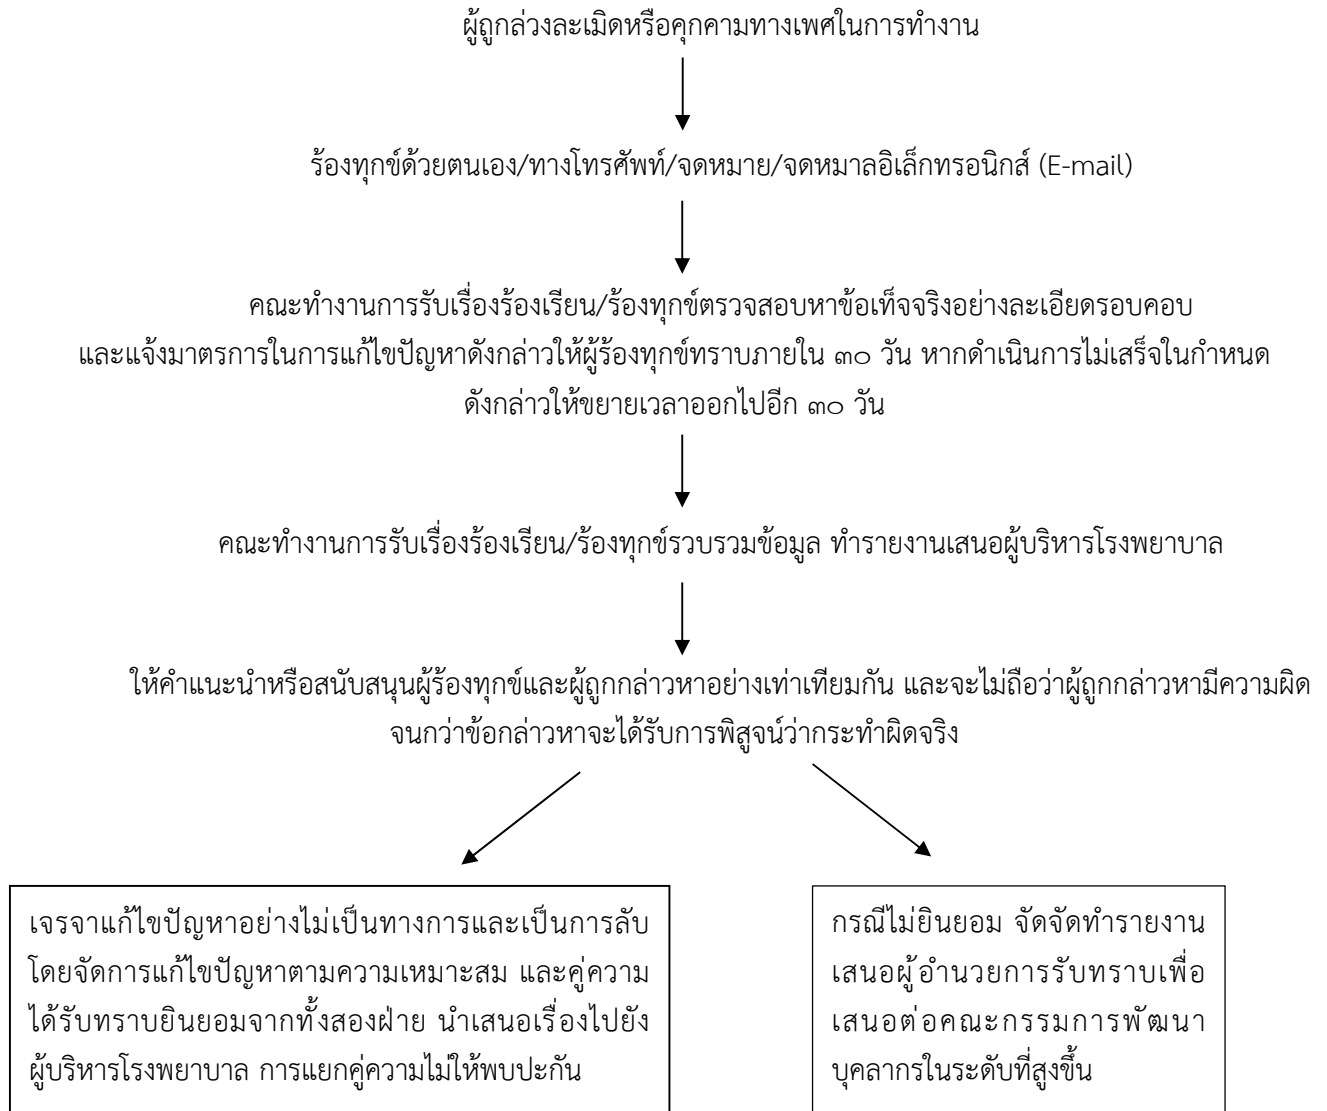 ผู้ถูกล่วงละเมิดหรือคุกคามทางเพศในการทำงาน
ร้องทุกข์ด้วยตนเอง/ทางโทรศัพท์/จดหมาย/จดหมาลอิเล็กทรอนิกส์ (E-mail)
คณะทำงานการรับเรื่องร้องเรียน/ร้องทุกข์ตรวจสอบหาข้อเท็จจริงอย่างละเอียดรอบคอบ
และแจ้งมาตรการในการแก้ไขปัญหาดังกล่าวให้ผู้ร้องทุกข์ทราบภายใน ๓๐ วัน หากดำเนินการไม่เสร็จในกำหนด
ดังกล่าวให้ขยายเวลาออกไปอีก ๓๐ วัน
คณะทำงานการรับเรื่องร้องเรียน/ร้องทุกข์รวบรวมข้อมูล ทำรายงานเสนอผู้บริหารโรงพยาบาล
ให้คำแนะนำหรือสนับสนุนผู้ร้องทุกข์และผู้ถูกกล่าวหาอย่างเท่าเทียมกัน และจะไม่ถือว่าผู้ถูกกล่าวหามีความผิด
จนกว่าข้อกล่าวหาจะได้รับการพิสูจน์ว่ากระทำผิดจริง
เจรจาแก้ไขปัญหาอย่างไม่เป็นทางการและเป็นการลับ
โดยจัดการแก้ไขปัญหาตามความเหมาะสม และคู่ความ
ได้รับทราบยินยอมจากทั้งสองฝ่าย นำเสนอเรื่องไปยัง
ผู้บริหารโรงพยาบาล การแยกคู่ความไม่ให้พบปะกัน
กรณีไม่ยินยอม จัดจัดทำรายงาน
เสนอผู้อำนวยการรับทราบเพื่อ
เสนอต่อคณะกรรมการพัฒนา
บุคลากรในระดับที่สูงขึ้น